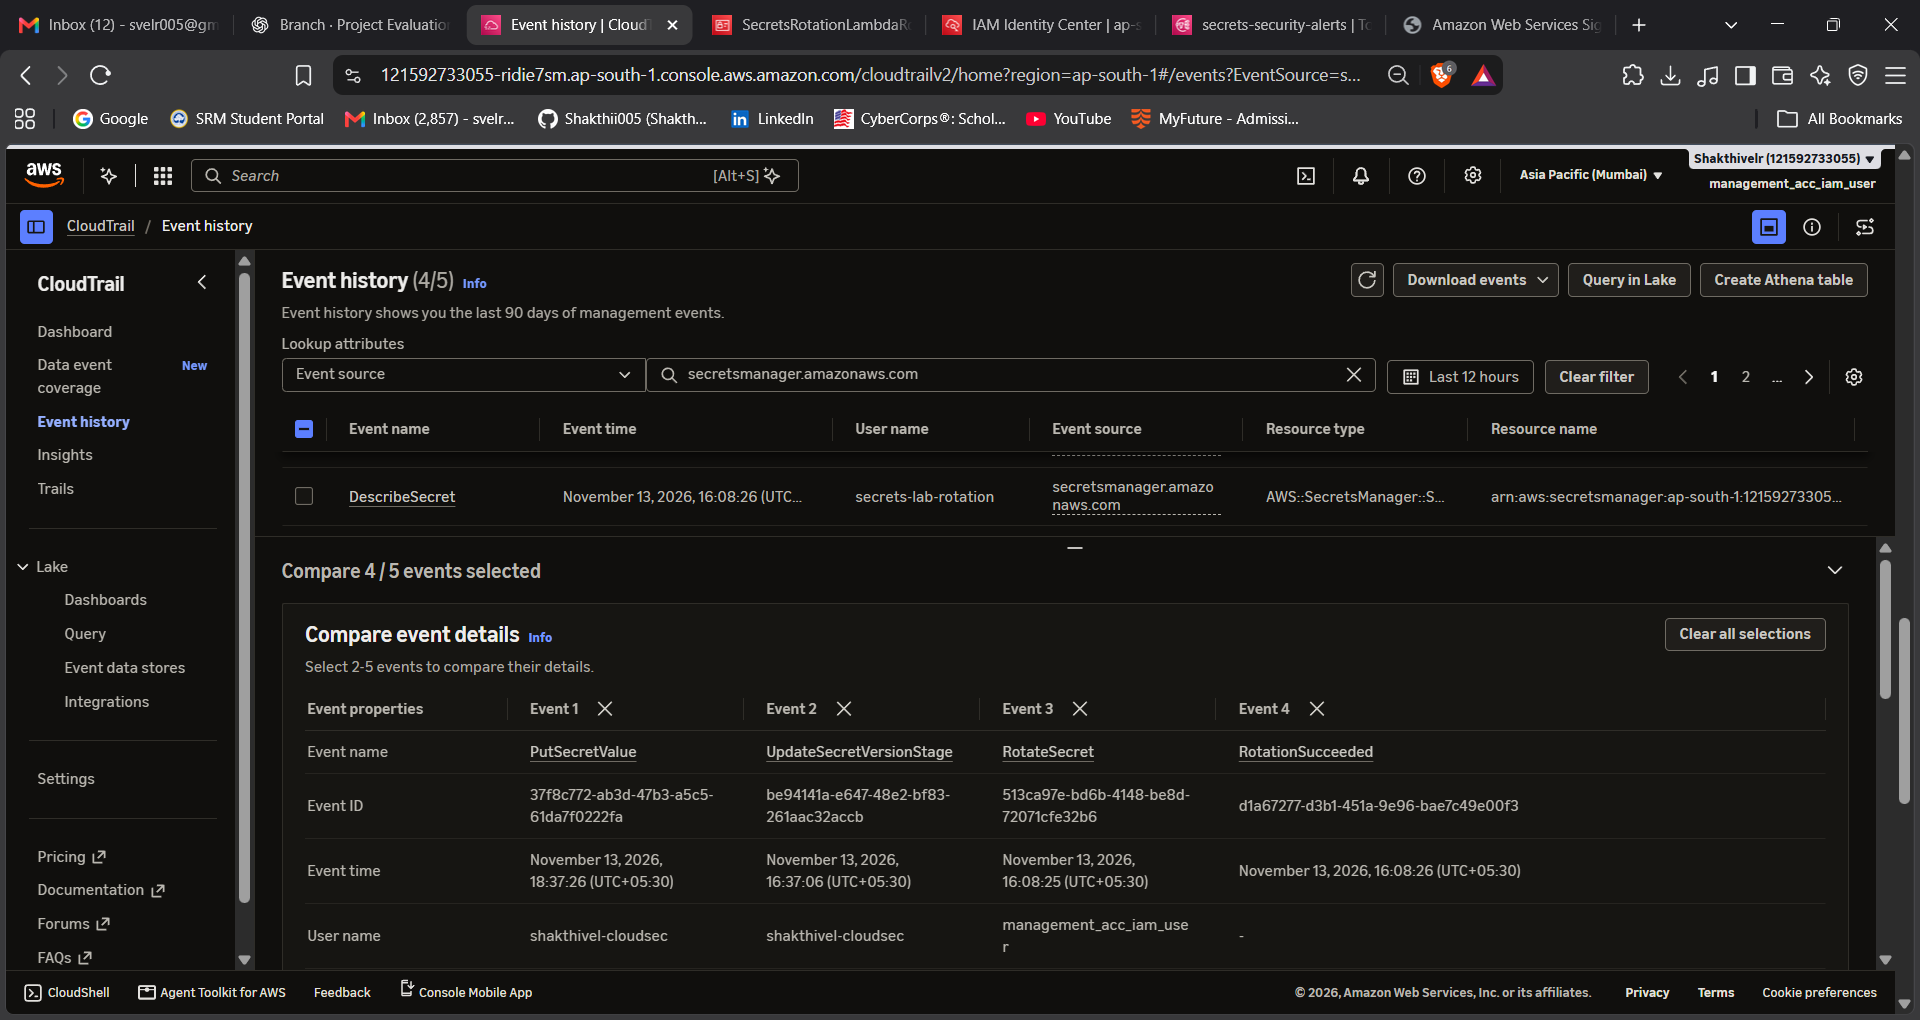 Inbox (12) - svelr005@gm
Branch · Project Evaluation
Event history | CloudT
SecretsRotationLambdaR
IAM Identity Center | ap-s
secrets-security-alerts | To
Amazon Web Services Sig
121592733055-ridie7sm.ap-south-1.console.aws.amazon.com/cloudtrailv2/home?region=ap-south-1#/events?EventSource=s...
6
Google
SRM Student Portal
Inbox (2,857) - svelr...
Shakthii005 (Shakth...
LinkedIn
CyberCorps®: Schol...
YouTube
MyFuture - Admissi...
All Bookmarks
aws
Search
[Alt+S]
Asia Pacific (Mumbai)
Shakthivelr (121592733055)
management_acc_iam_user
CloudTrail / Event history
CloudTrail
Dashboard
Data event coverage
New
Event history
Insights
Trails
Lake
Dashboards
Query
Event data stores
Integrations
Settings
Pricing
Documentation
Forums
FAQs
Event history (4/5) Info
Event history shows you the last 90 days of management events.
Download events
Query in Lake
Create Athena table
Lookup attributes
Event source
secretsmanager.amazonaws.com
Last 12 hours
Clear filter
1 2 ...
Event name Event time User name Event source Resource type Resource name
DescribeSecret November 13, 2026, 16:08:26 (UTC... secrets-lab-rotation secretsmanager.amazo AWS::SecretsManager::S... arn:aws:secretsmanager:ap-south-1:12159273305...
naws.com
Compare 4 / 5 events selected
Compare event details Info
Clear all selections
Select 2-5 events to compare their details.
Event properties Event 1 Event 2 Event 3 Event 4
Event name PutSecretValue UpdateSecretVersionStage RotateSecret RotationSucceeded
Event ID 37f8c772-ab3d-47b3-a5c5- be94141a-e647-48e2-bf83- 513ca97e-bd6b-4148-be8d- d1a67277-d3b1-451a-9e96-bae7c49e00f3
61da7f0222fa 261aac32accb 72071cfe32b6
Event time November 13, 2026, November 13, 2026, November 13, 2026, November 13, 2026, 16:08:26 (UTC+05:30)
18:37:26 (UTC+05:30) 16:37:06 (UTC+05:30) 16:08:25 (UTC+05:30)
User name shakthivel-cloudsec shakthivel-cloudsec management_acc_iam_use -
r
CloudShell
Agent Toolkit for AWS
Feedback
Console Mobile App
© 2026, Amazon Web Services, Inc. or its affiliates.
Privacy
Terms
Cookie preferences